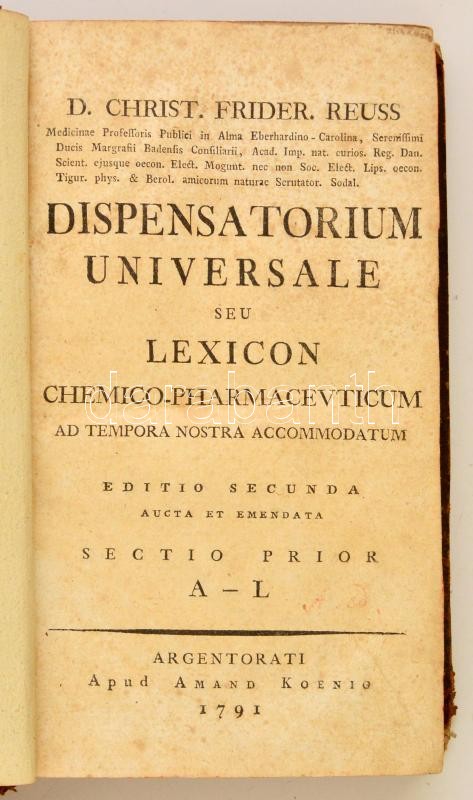 D. CHRIST. FRIDER. REUSS
Medicinae Profeſſoris Publici in Alma Eberhardino-Carolina, Sereniſſimi
Ducis Margrafii Badenſis Conſiliarii, Acad. Imp. nat. curios. Reg. Dan.
Scient. ejusque oecon. Elect. Mogunt. nec non Soc. Elect. Lips. oecon.
Tigur. phys. & Berol. amicorum naturae Scrutator. Sodal.
DISPENSATORIUM
UNIVERSALE
SEU
LEXICON
CHEMICO-PHARMACEVTICUM
AD TEMPORA NOSTRA ACCOMMODATUM
EDITIO SECUNDA
AUCTA ET EMENDATA
SECTIO PRIOR
A – L
ARGENTORATI
Apud AMAND KOENIG
1791
darabanth